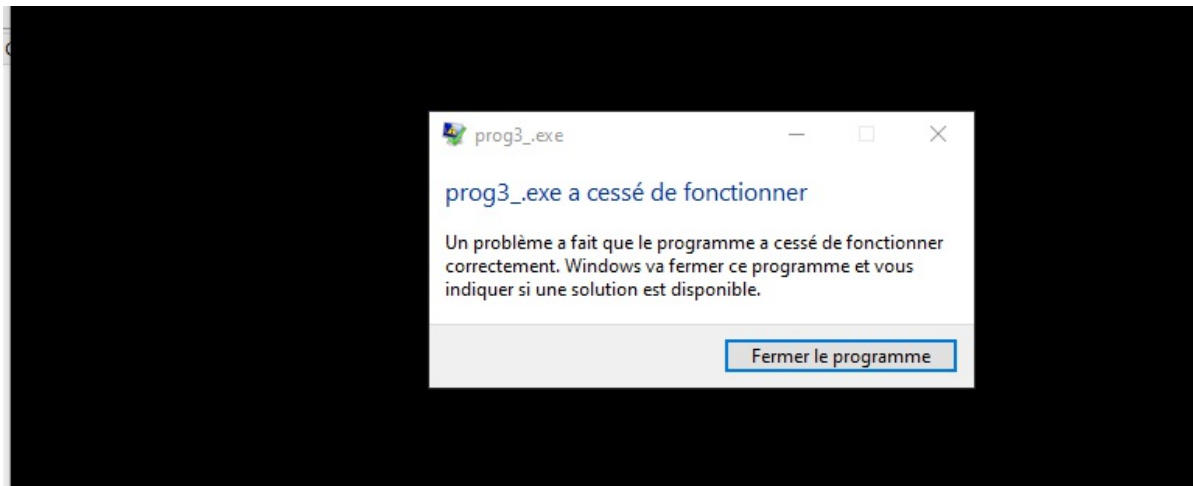 prog3_.exe
prog3_.exe a cessé de fonctionner
Un problème a fait que le programme a cessé de fonctionner
correctement. Windows va fermer ce programme et vous
indiquer si une solution est disponible.
Fermer le programme